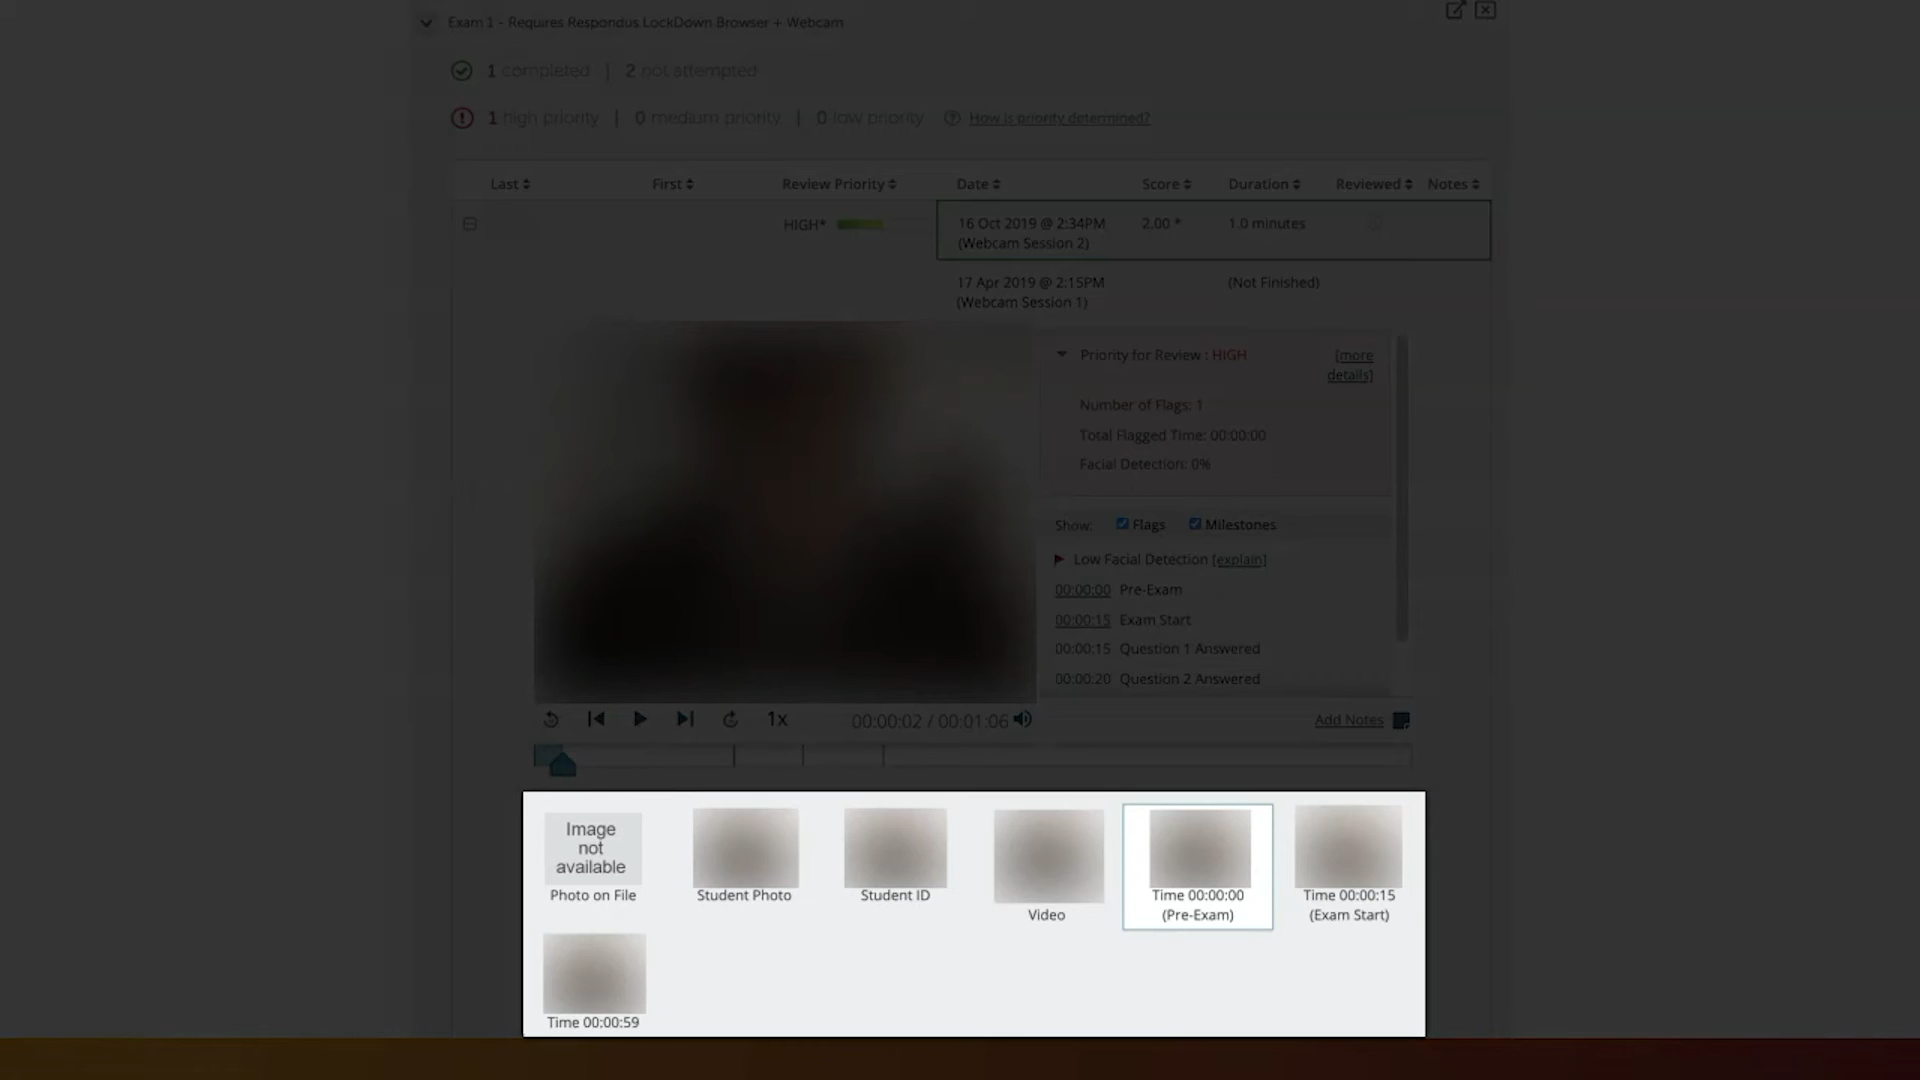 Exam 1 - Requires Respondus LockDown Browser + Webcam
1 completed | 2 not attempted
1 high priority | 0 medium priority | 0 low priority How is priority determined?
Last First Review Priority Date Score Duration Reviewed Notes
HIGH* 16 Oct 2019 @ 2:34PM 2.00 * 1.0 minutes
(Webcam Session 2)
17 Apr 2019 @ 2:15PM (Not Finished)
(Webcam Session 1)
Priority for Review : HIGH [more
details]
Number of Flags: 1
Total Flagged Time: 00:00:00
Facial Detection: 0%
Show: Flags Milestones
Low Facial Detection [explain]
00:00:00 Pre-Exam
00:00:15 Exam Start
00:00:15 Question 1 Answered
00:00:20 Question 2 Answered
1x 00:00:02 / 00:01:06 Add Notes
Image
not
available
Photo on File
Student Photo
Student ID
Video
Time 00:00:00
(Pre-Exam)
Time 00:00:15
(Exam Start)
Time 00:00:59